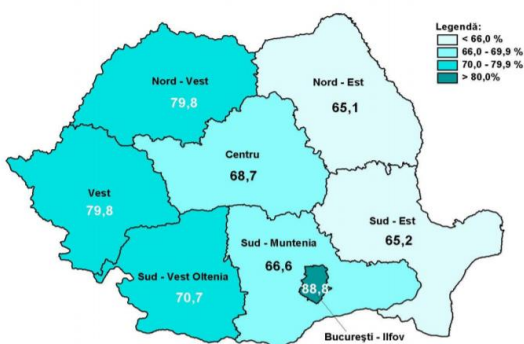 Legendă:
< 66,0 %
66,0 - 69,9 %
70,0 - 79,9 %
> 80,0%
Nord - Vest
79,8
Nord - Est
65,1
Centru
68,7
Vest
79,8
Sud - Est
65,2
Sud - Muntenia
66,6
Sud - Vest Oltenia
70,7
88,8
Bucureşti - Ilfov